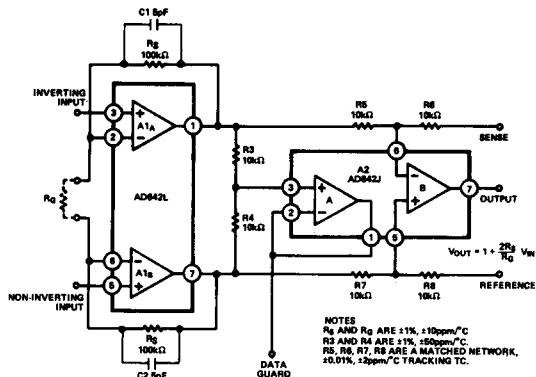 C1 5pF
RS
100kΩ
INVERTING
INPUT
3
+
A1A
1
2
−
R5
10kΩ
R6
10kΩ
SENSE
R3
10kΩ
AD642L
RG
6
A2
AD642J
3
+
A
2
−
−
B
+
7
OUTPUT
R4
10kΩ
1
5
VOUT = 1 + 2RS/RG VIN
6
−
A1B
7
5
+
NON-INVERTING
INPUT
R7
10kΩ
R8
10kΩ
REFERENCE
RS
100kΩ
C2 5pF
DATA
GUARD
NOTES
RS AND RG ARE ±1%, ±10ppm/°C
R3 AND R4 ARE ±1%, ±50ppm/°C.
R5, R6, R7, R8 ARE A MATCHED NETWORK,
±0.01%, ±2ppm/°C TRACKING TC.